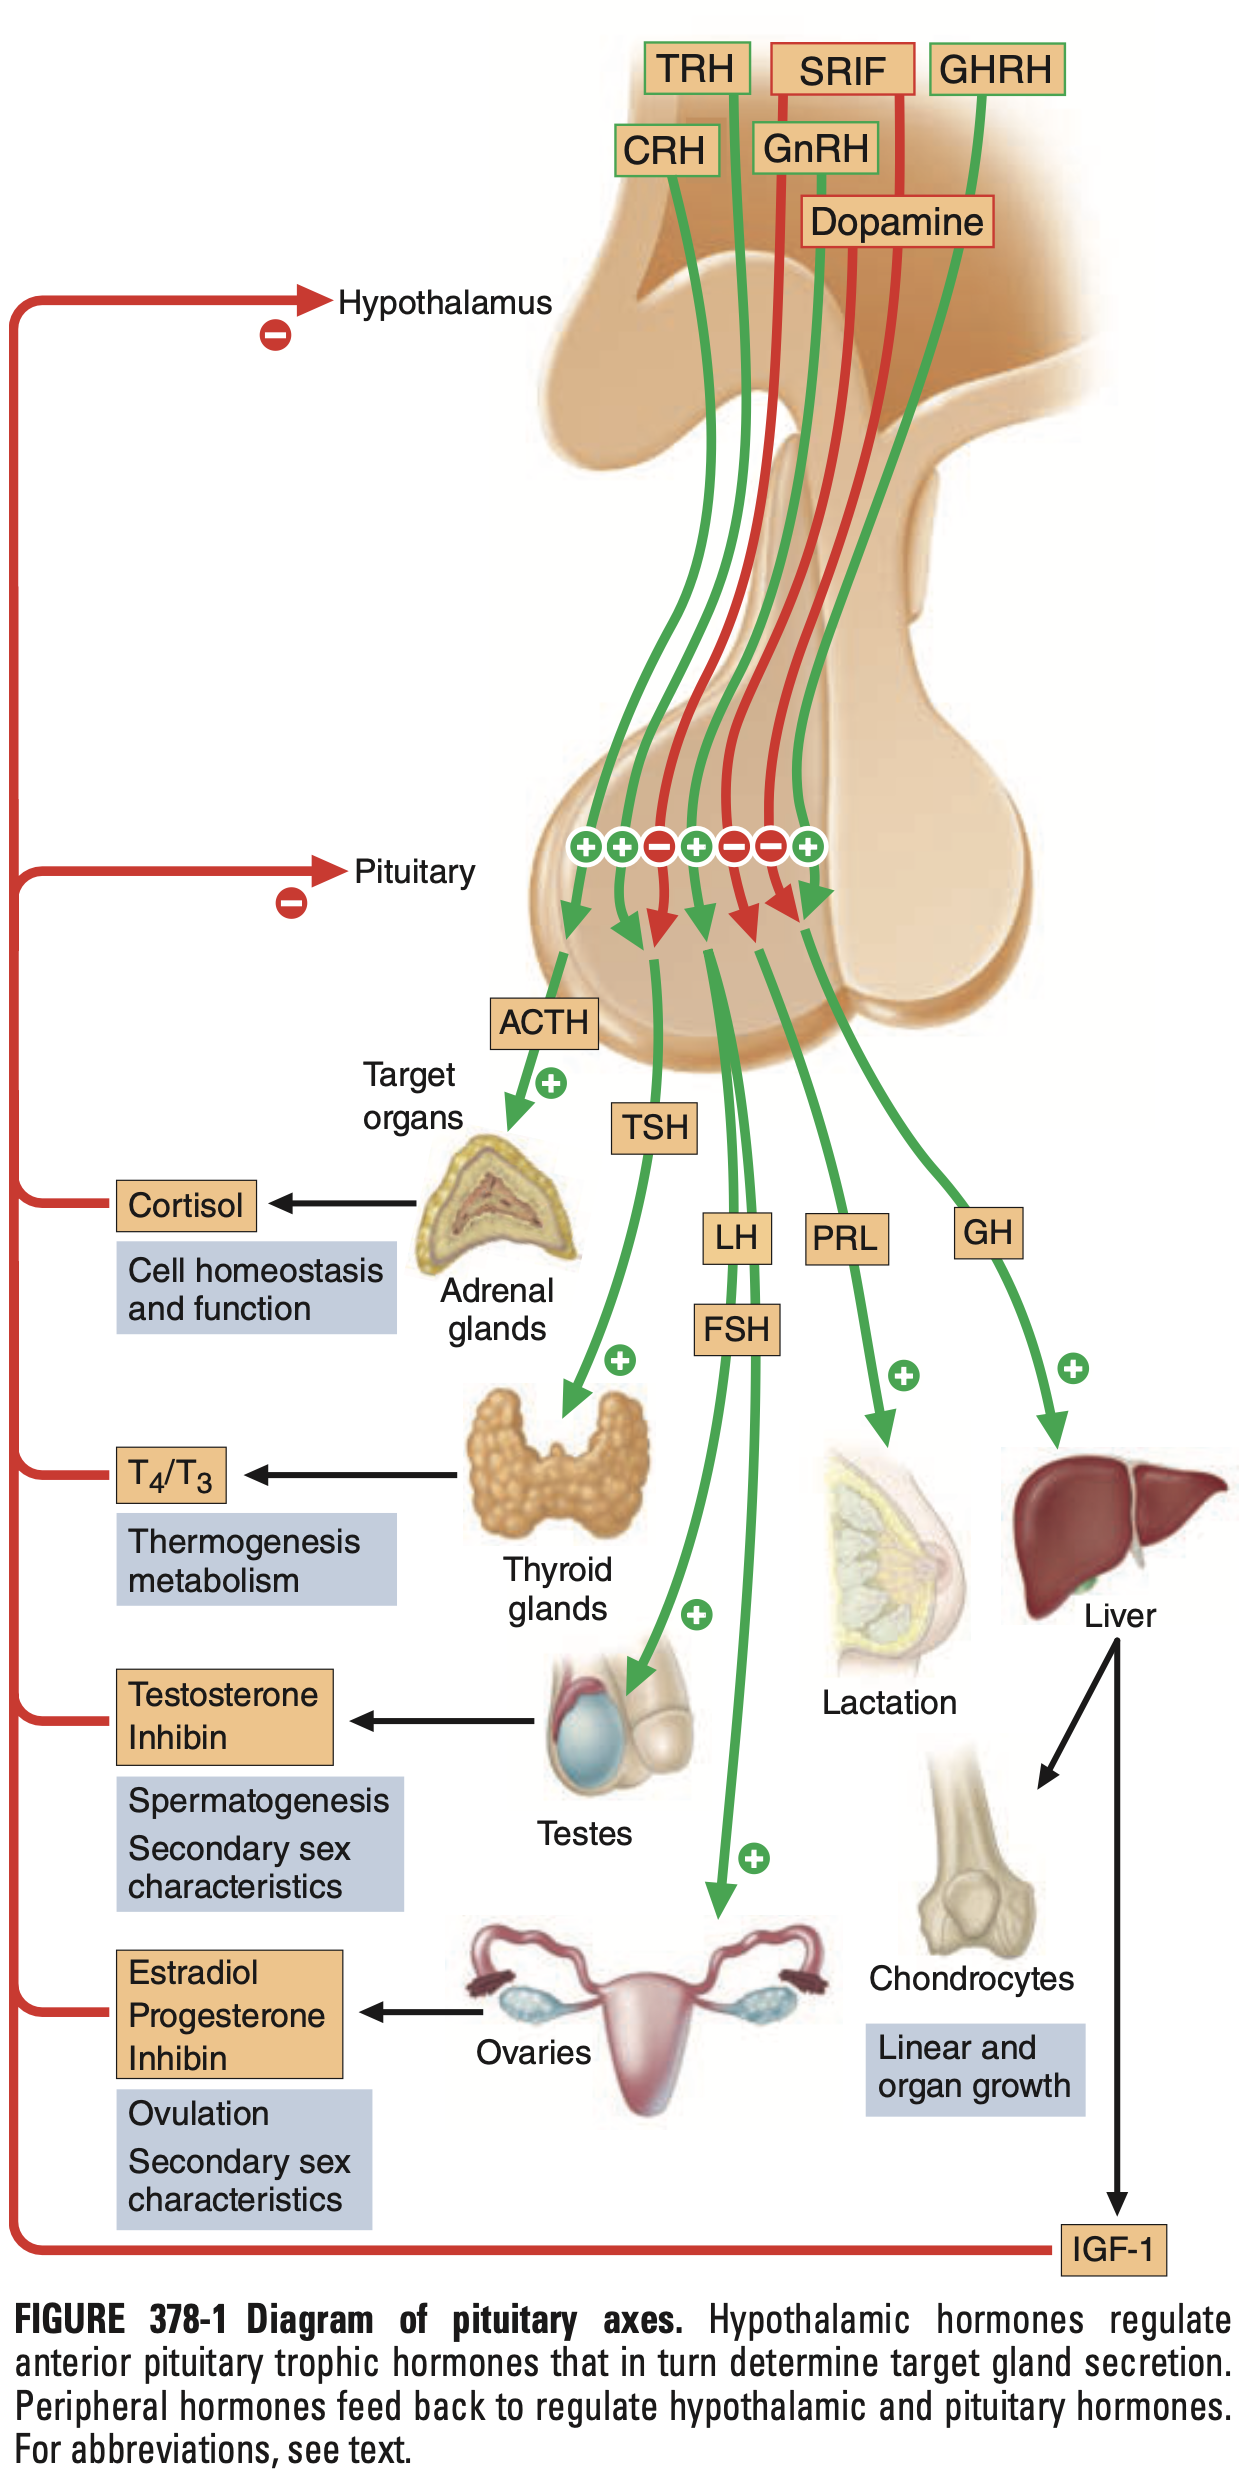 TRH
SRIF
GHRH
CRH
GnRH
Dopamine
Hypothalamus
Pituitary
ACTH
Target
organs
TSH
Cortisol
Cell homeostasis
and function
Adrenal
glands
LH
PRL
GH
FSH
T4/T3
Thermogenesis
metabolism
Thyroid
glands
Liver
Testosterone
Inhibin
Lactation
Spermatogenesis
Secondary sex
characteristics
Testes
Estradiol
Progesterone
Inhibin
Ovaries
Chondrocytes
Linear and
organ growth
Ovulation
Secondary sex
characteristics
IGF-1
FIGURE 378-1 Diagram of pituitary axes. Hypothalamic hormones regulate
anterior pituitary trophic hormones that in turn determine target gland secretion.
Peripheral hormones feed back to regulate hypothalamic and pituitary hormones.
For abbreviations, see text.